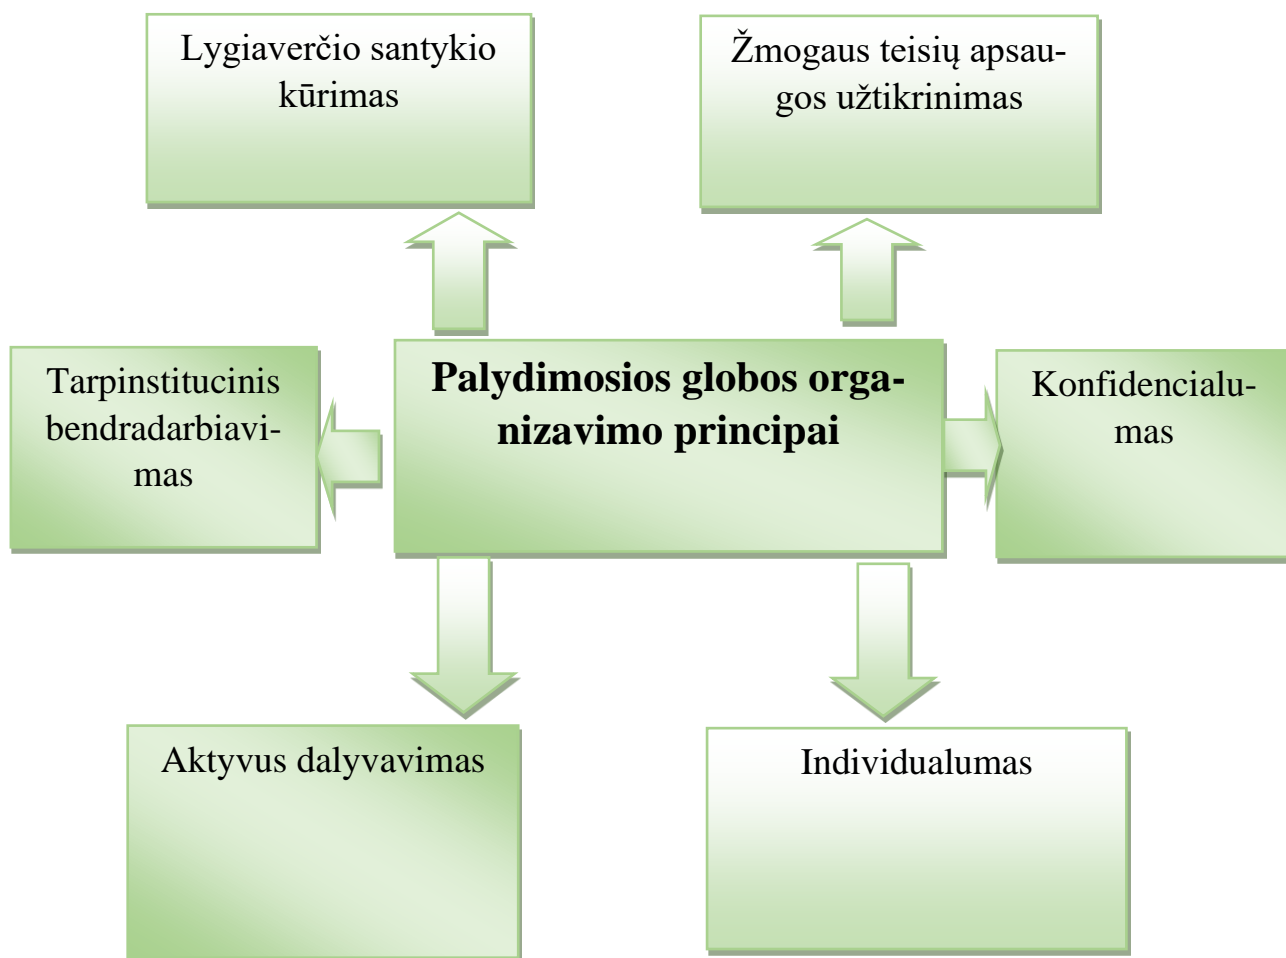 Lygiaverčio santykio
kūrimas
Žmogaus teisių apsau-
gos užtikrinimas
Tarpinstitucinis
bendradarbiavi-
mas
Palydimosios globos orga-
nizavimo principai
Konfidencialu-
mas
Aktyvus dalyvavimas
Individualumas